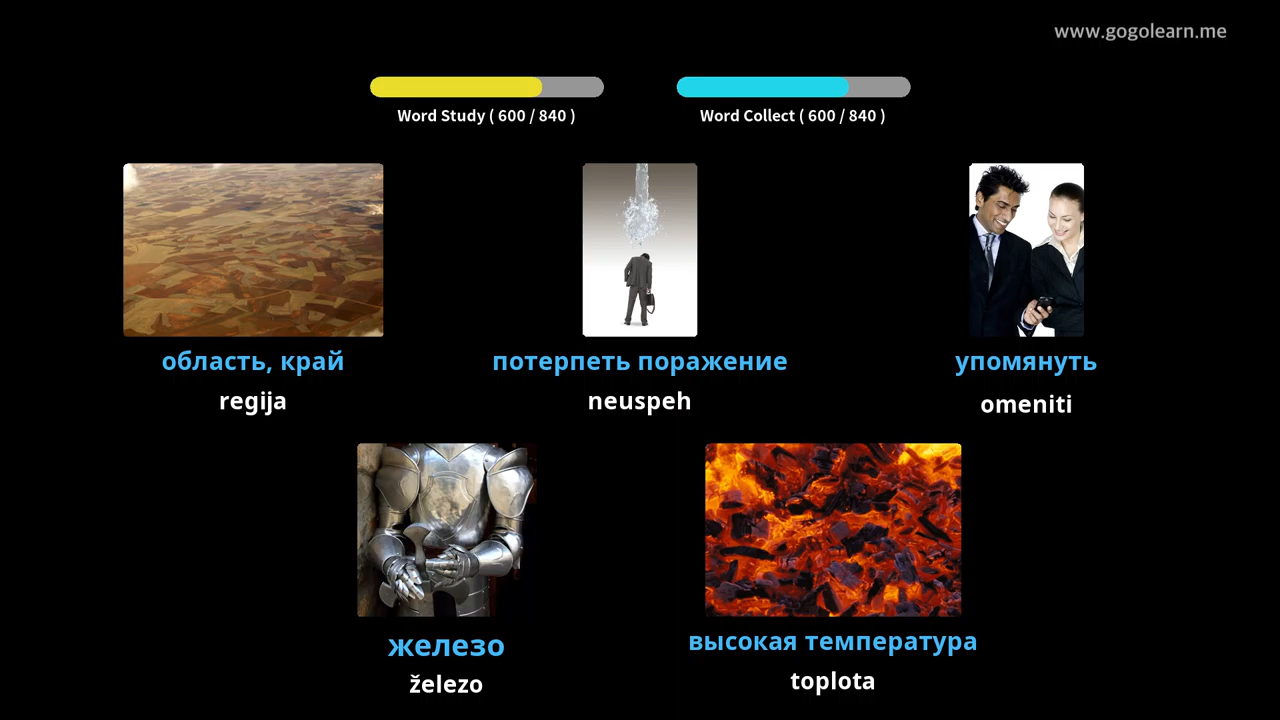 www.gogolearn.me
Word Study ( 600 / 840 )
Word Collect ( 600 / 840 )
область, край
потерпеть поражение
упомянуть
regija
neuspeh
omeniti
железо
высокая температура
železo
toplota